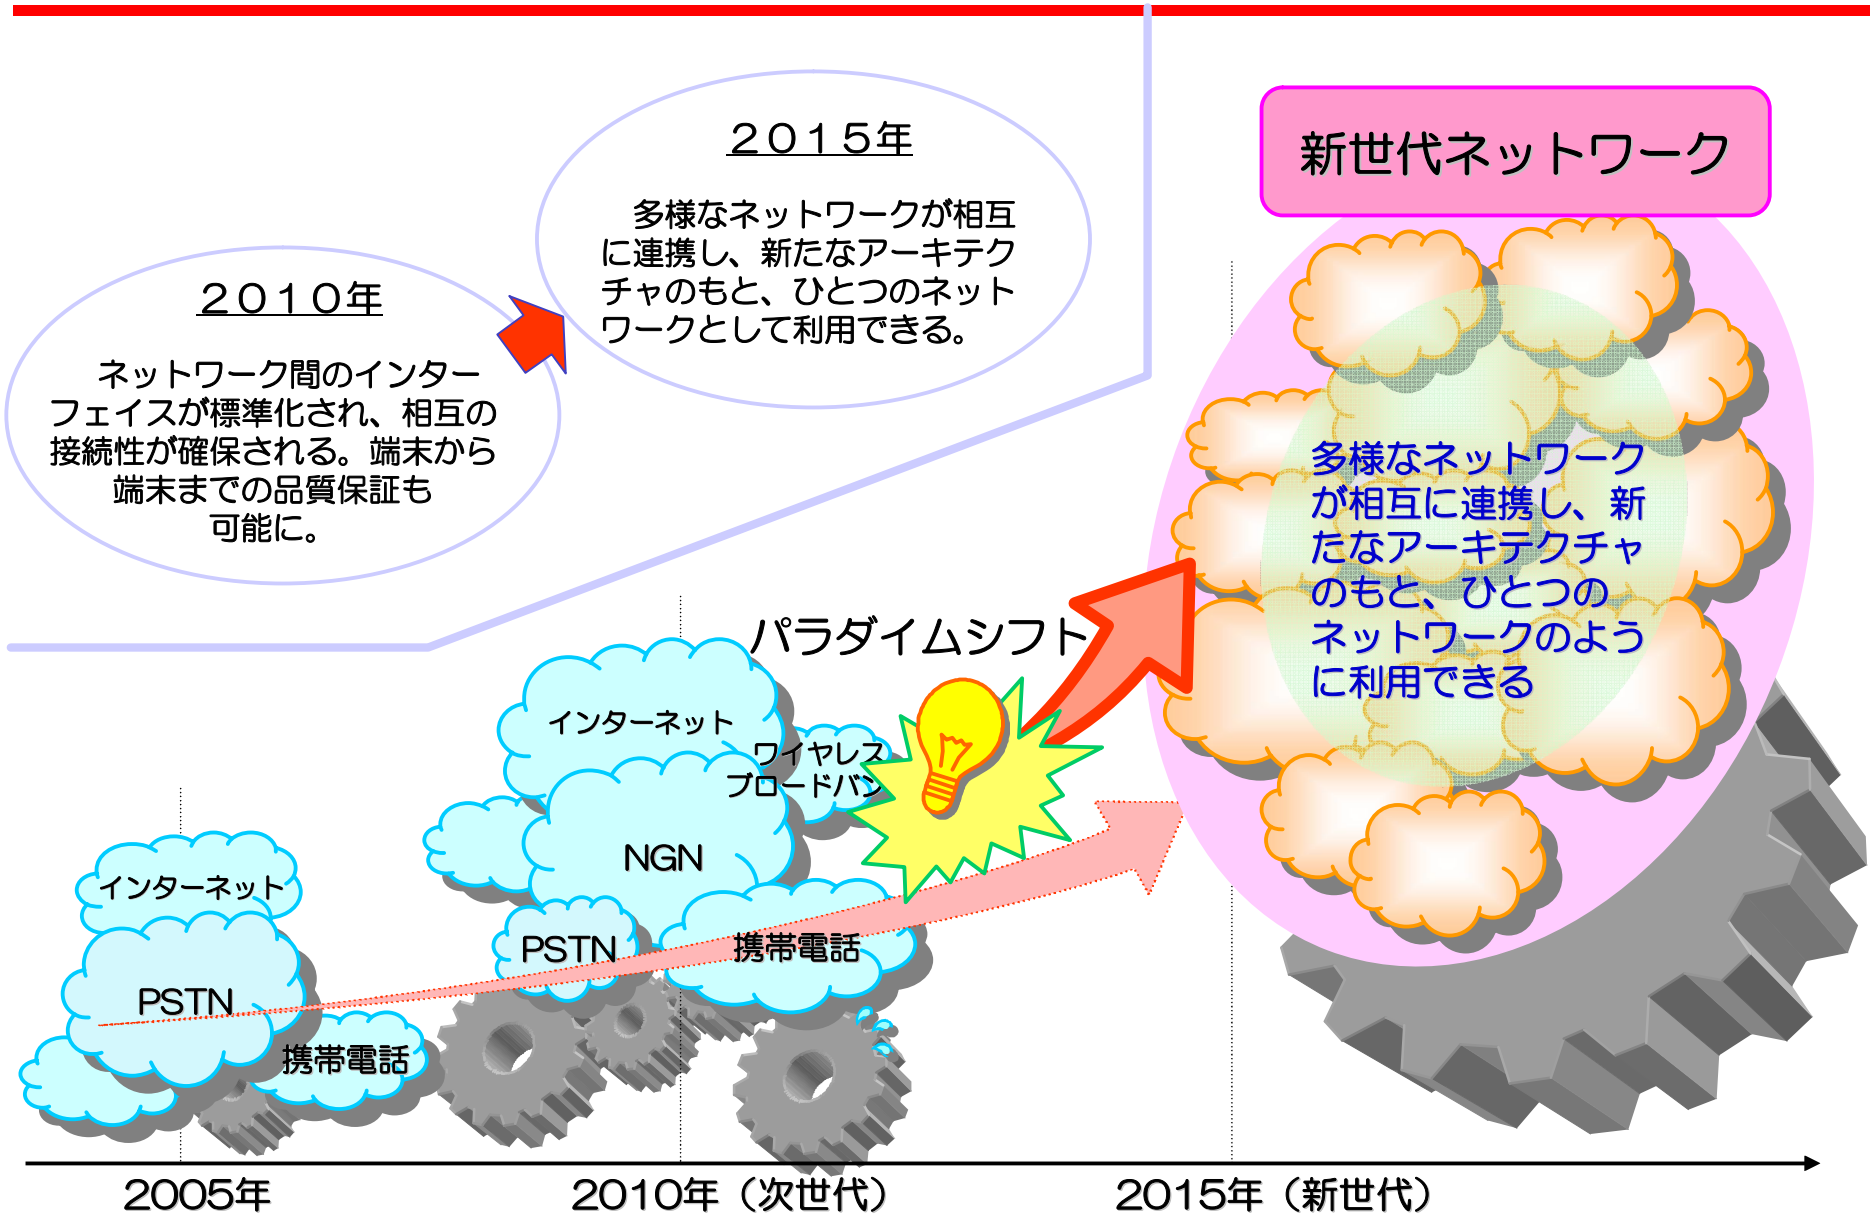 ２０１５年
多様なネットワークが相互
に連携し、新たなアーキテク
チャのもと、ひとつのネット
ワークとして利用できる。
２０１０年
ネットワーク間のインター
フェイスが標準化され、相互の
接続性が確保される。端末から
端末までの品質保証も
可能に。
新世代ネットワーク
多様なネットワーク
が相互に連携し、新
たなアーキテクチャ
のもと、ひとつの
ネットワークのよう
に利用できる
パラダイムシフト
インターネット
ワイヤレス
ブロードバン
NGN
PSTN
携帯電話
インターネット
PSTN
携帯電話
2005年
2010年（次世代）
2015年（新世代）